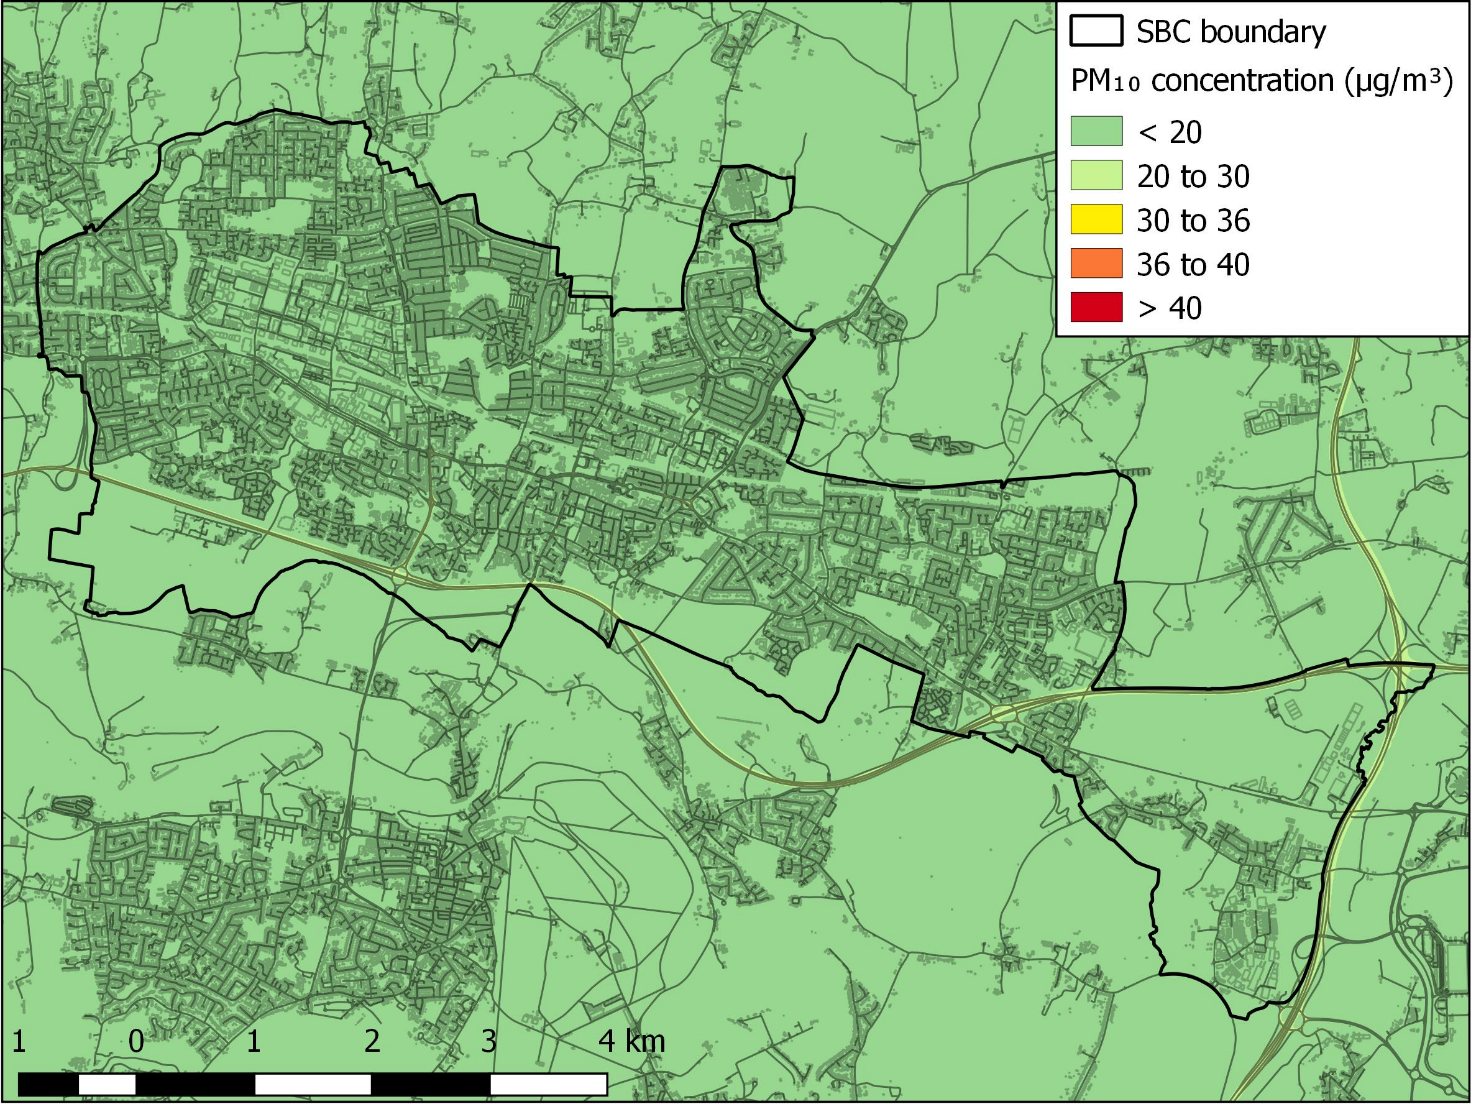 SBC boundary
PM₁₀ concentration (µg/m³)
< 20
20 to 30
30 to 36
36 to 40
> 40
1 0 1 2 3 4 km